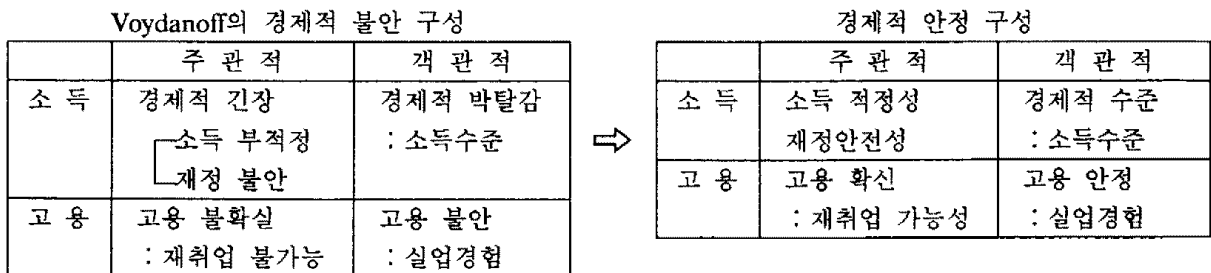 Voydanoff의 경제적 불안 구성
주 관 적 객 관 적
소 득 경제적 긴장 경제적 박탈감
소득 부적정 : 소득수준
재정 불안
고 용 고용 불확실 고용 불안
: 재취업 불가능 : 실업경험
⇨
경제적 안정 구성
주 관 적 객 관 적
소 득 소득 적정성 경제적 수준
재정안전성 : 소득수준
고 용 고용 확신 고용 안정
: 재취업 가능성 : 실업경험